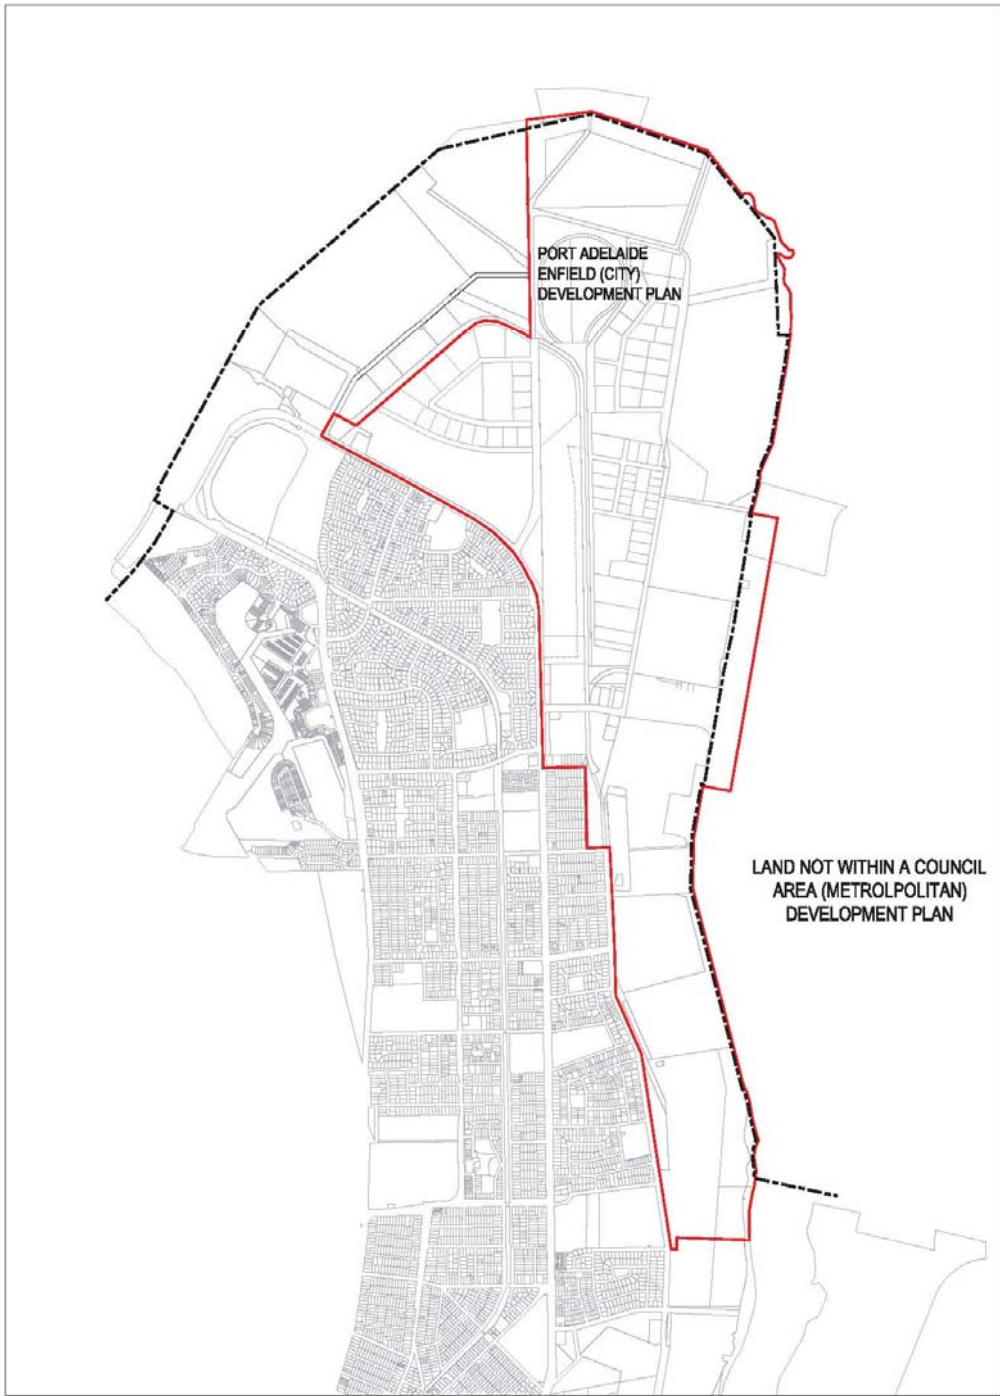 PORT ADELAIDE
ENFIELD (CITY)
DEVELOPMENT PLAN
LAND NOT WITHIN A COUNCIL
AREA (METROLPOLITAN)
DEVELOPMENT PLAN